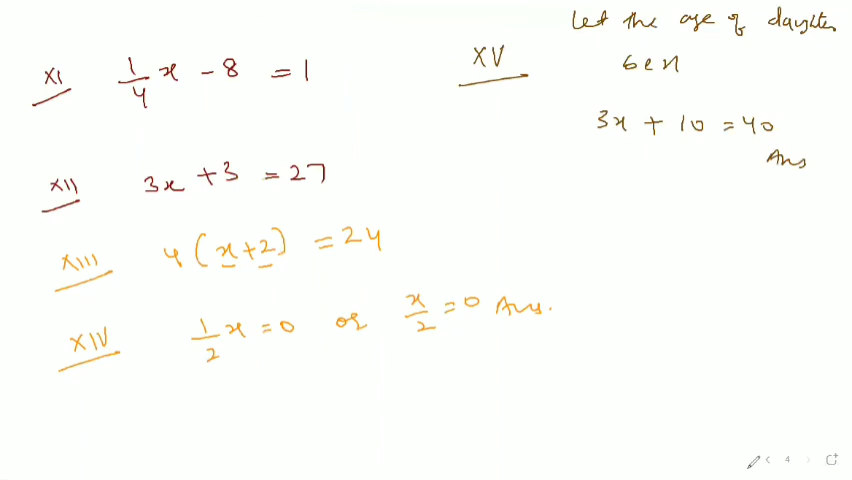 XI 1/4 x - 8 = 1
XII 3x + 3 = 27
XIII 4 (x+2) = 24
XIV 1/2 x = 0 or x/2 = 0 Ans.
XV Let the age of daughter
be x
3x + 10 = 40
Ans
4